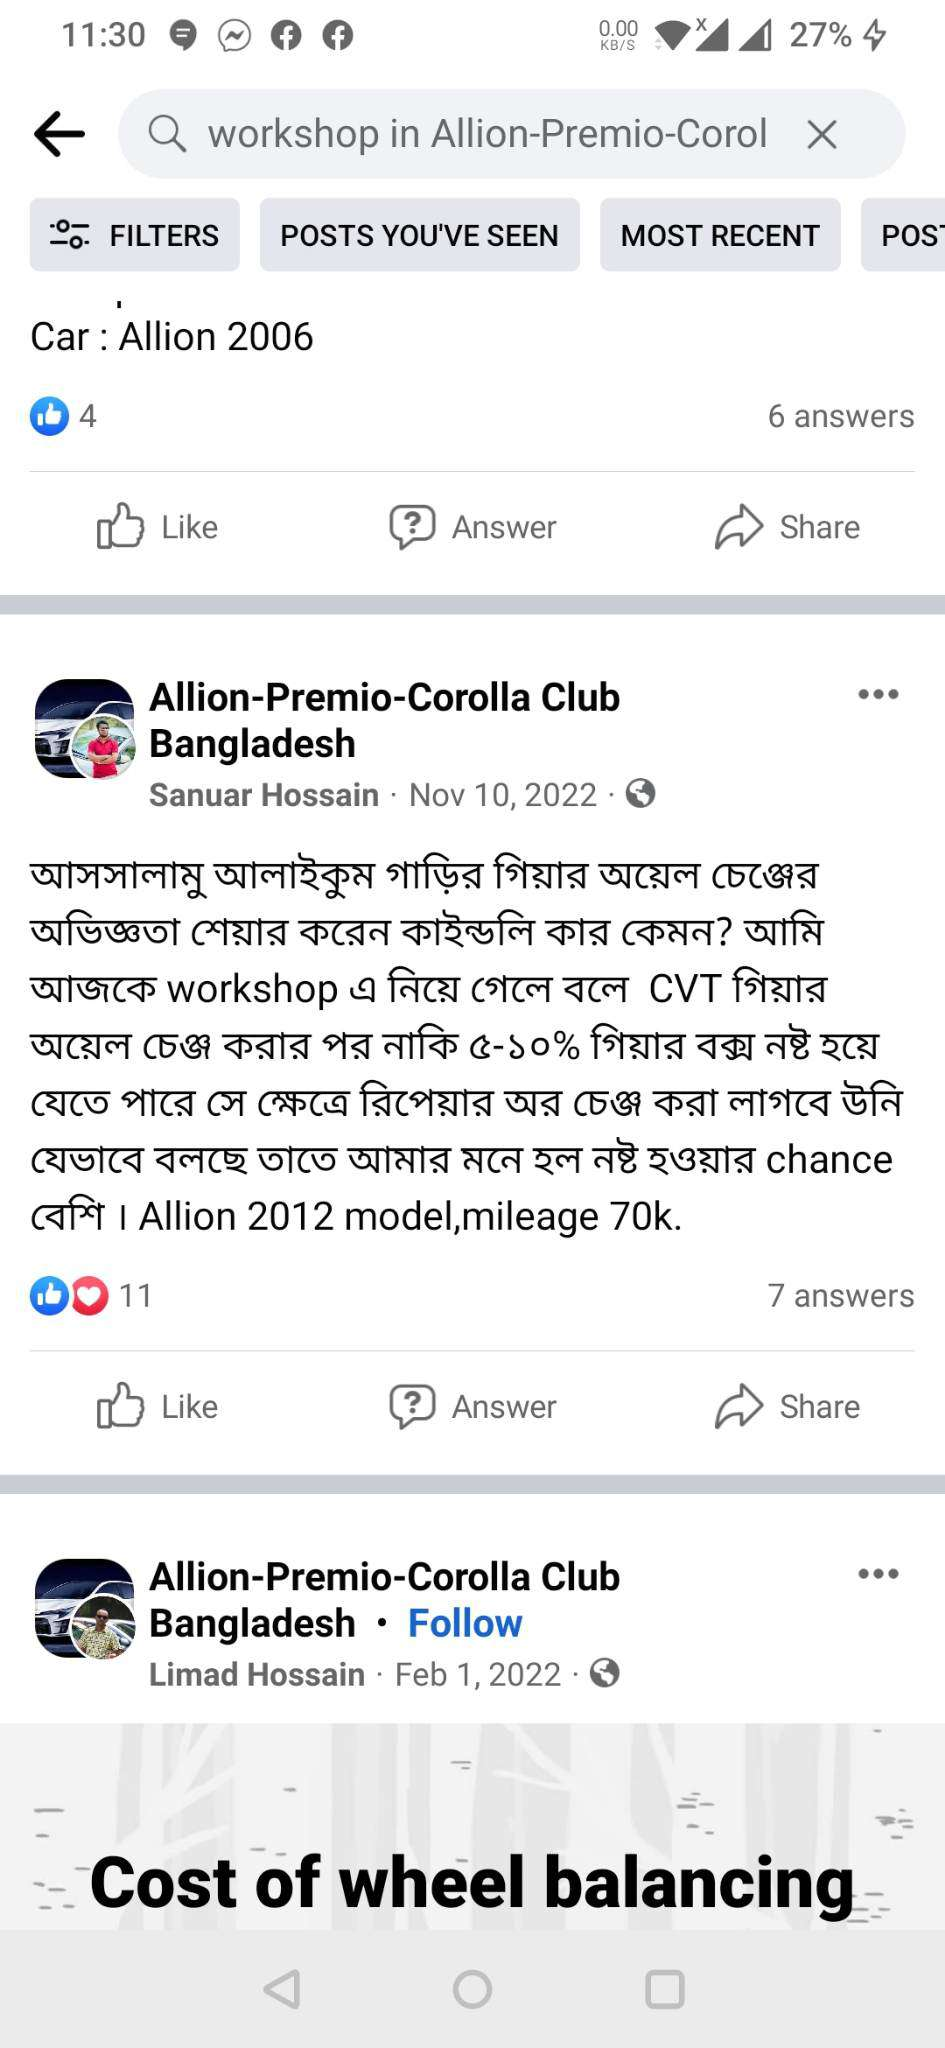 11:30
0.00
KB/S
x
27%
workshop in Allion-Premio-Corol
FILTERS
POSTS YOU'VE SEEN
MOST RECENT
POS
Car : Allion 2006
4
6 answers
Like
Answer
Share
Allion-Premio-Corolla Club
Bangladesh
Sanuar Hossain · Nov 10, 2022 ·
আসসালামু আলাইকুম গাড়ির গিয়ার অয়েল চেঞ্জের
অভিজ্ঞতা শেয়ার করেন কাইন্ডলি কার কেমন? আমি
আজকে workshop এ নিয়ে গেলে বলে  CVT গিয়ার
অয়েল চেঞ্জ করার পর নাকি ৫-১০% গিয়ার বক্স নষ্ট হয়ে
যেতে পারে সে ক্ষেত্রে রিপেয়ার অর চেঞ্জ করা লাগবে উনি
যেভাবে বলছে তাতে আমার মনে হল নষ্ট হওয়ার chance
বেশি । Allion 2012 model,mileage 70k.
11
7 answers
Like
Answer
Share
Allion-Premio-Corolla Club
Bangladesh • Follow
Limad Hossain · Feb 1, 2022 ·
Cost of wheel balancing